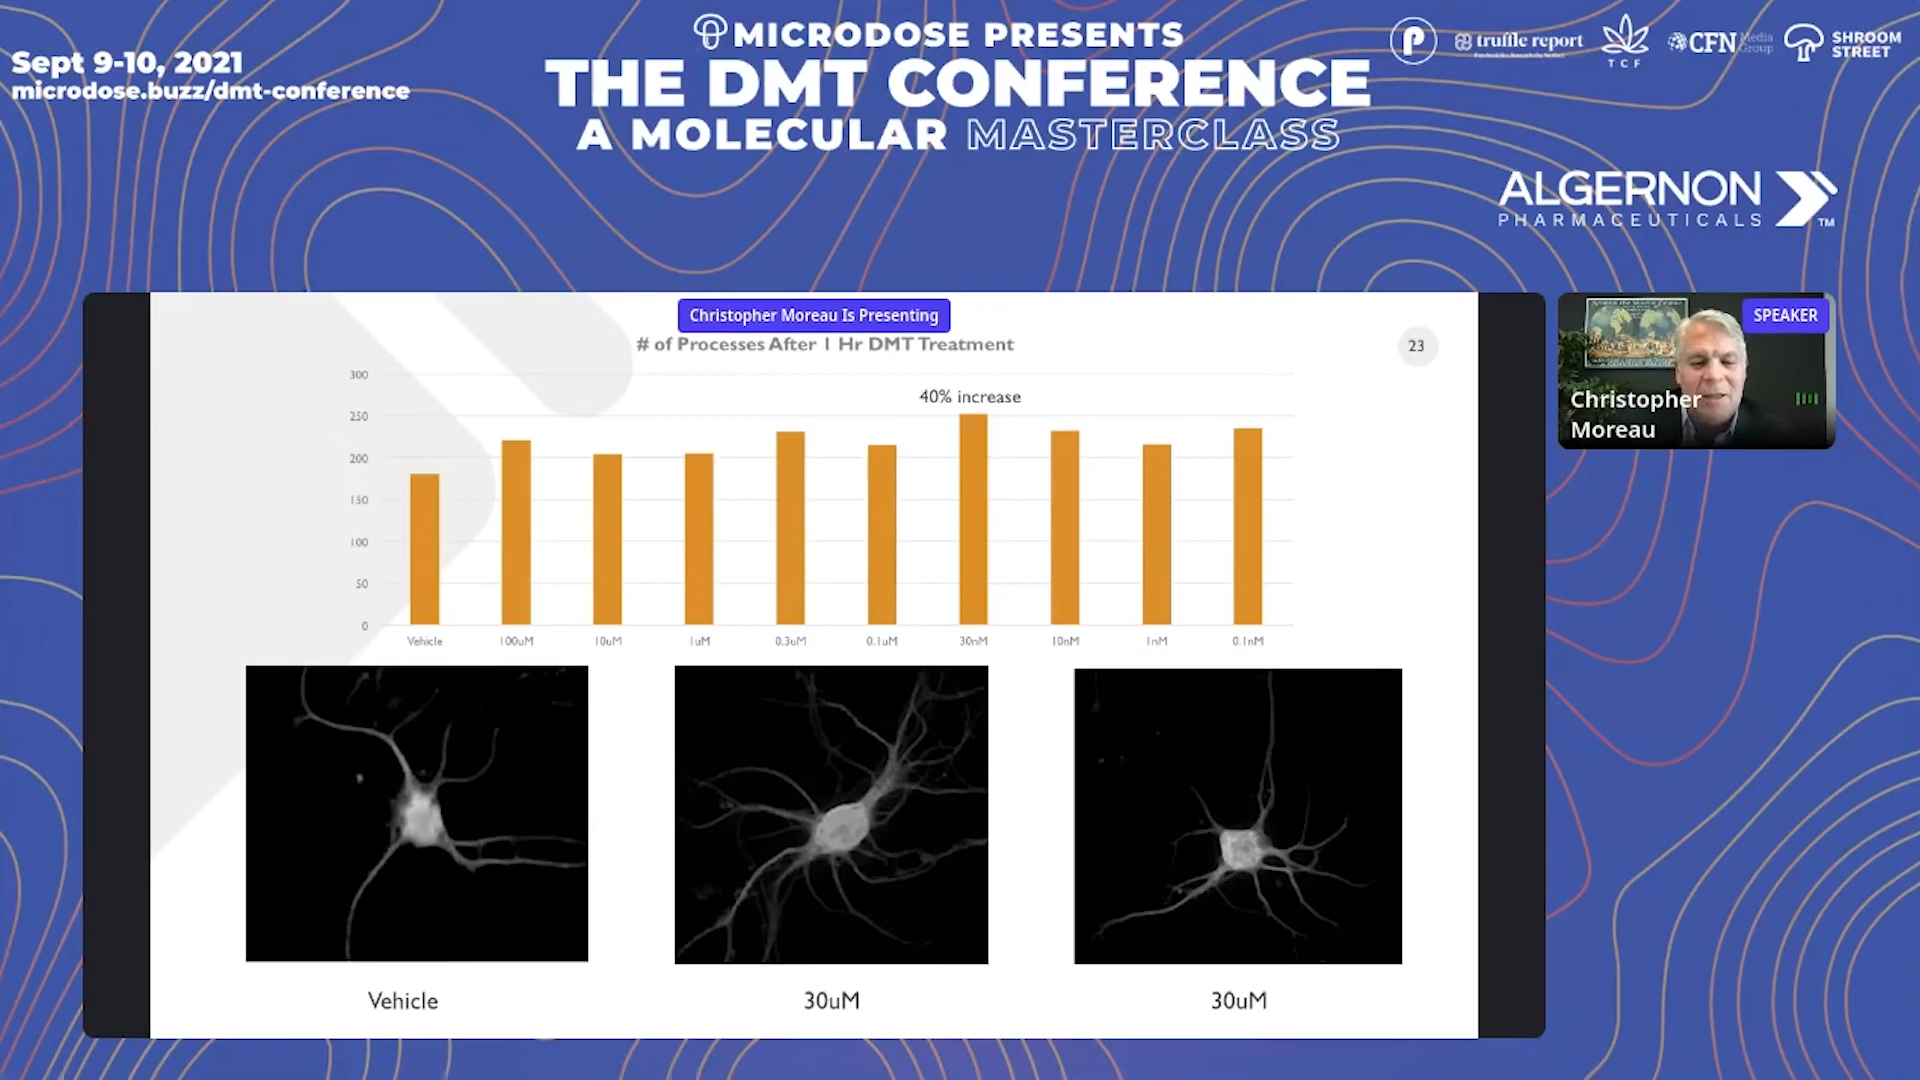 Sept 9-10, 2021
microdose.buzz/dmt-conference
MICRODOSE PRESENTS
THE DMT CONFERENCE
A MOLECULAR MASTERCLASS
P
truffle report
TCF
CFN Media Group
SHROOM STREET
ALGERNON
PHARMACEUTICALS
TM
Christopher Moreau Is Presenting
# of Processes After 1 Hr DMT Treatment
23
300
250
200
150
100
50
0
40% increase
Vehicle 100uM 10uM 1uM 0.3uM 0.1uM 30nM 10nM 1nM 0.1nM
Vehicle
30uM
30uM
SPEAKER
Christopher
Moreau